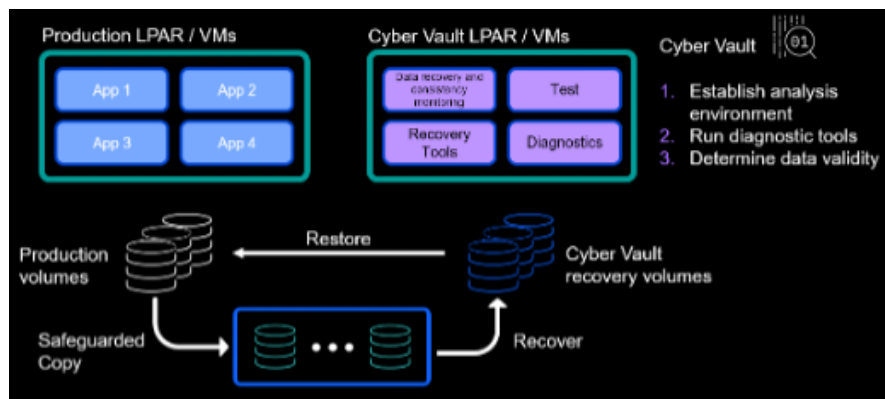 Production LPAR / VMs
App 1
App 2
App 3
App 4
Cyber Vault LPAR / VMs
Data recovery and
consistency
monitoring
Test
Recovery
Tools
Diagnostics
Cyber Vault
01
1. Establish analysis
environment
2. Run diagnostic tools
3. Determine data validity
Production
volumes
Restore
Cyber Vault
recovery volumes
Safeguarded
Copy
Recover